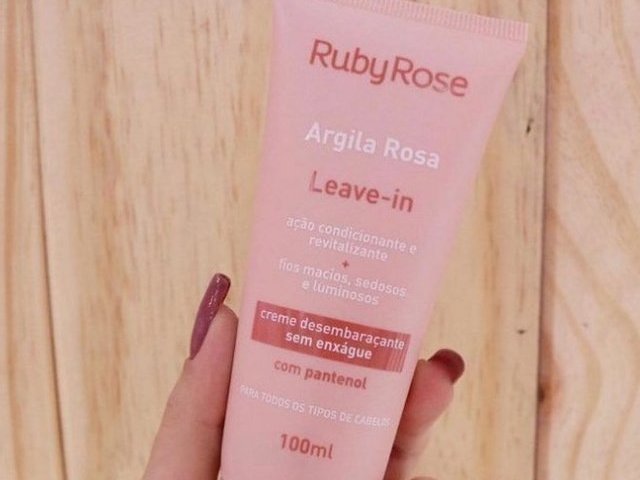 RubyRose
Argila Rosa
Leave-in
ação condicionante e
revitalizante
+
fios macios, sedosos
e luminosos
creme desembaraçante
sem enxágue
com pantenol
PARA TODOS OS TIPOS DE CABELOS
100ml